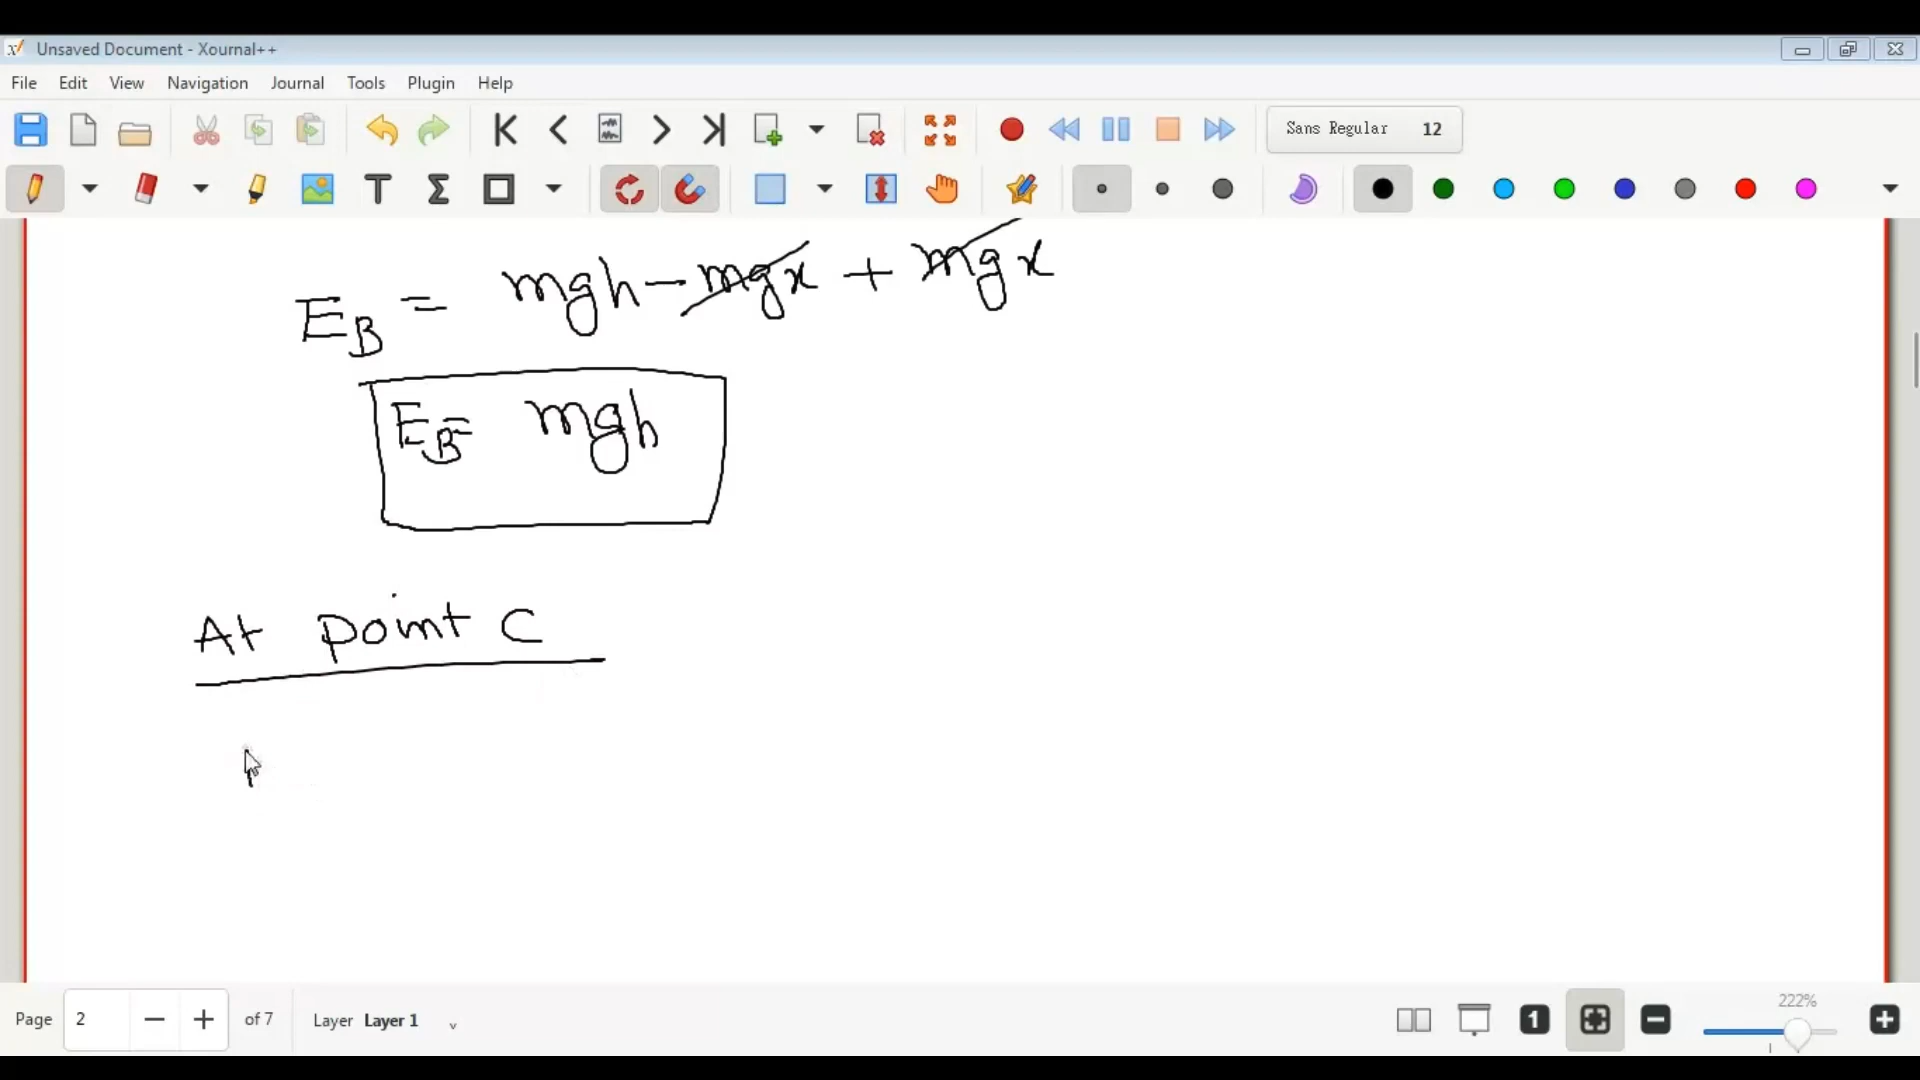 Unsaved Document - Xournal++
File Edit View Navigation Journal Tools Plugin Help
Sans Regular 12
E_B = mgh - mgx + mgx
E_B = mgh
At point C
Page 2 of 7 Layer Layer 1
222%